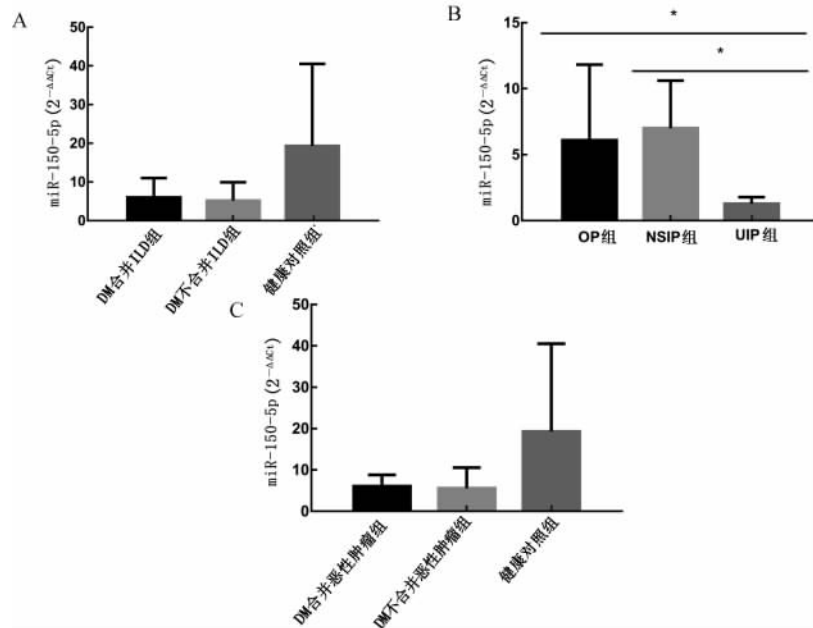 A
miR-150-5p(2⁻ΔΔCt)
50
40
30
20
10
0
DM合并ILD组
DM不合并ILD组
健康对照组
B
miR-150-5p(2⁻ΔΔCt)
15
10
5
0
*
*
OP组
NSIP组
UIP组
C
miR-150-5p(2⁻ΔΔCt)
50
40
30
20
10
0
DM合并恶性肿瘤组
DM不合并恶性肿瘤组
健康对照组